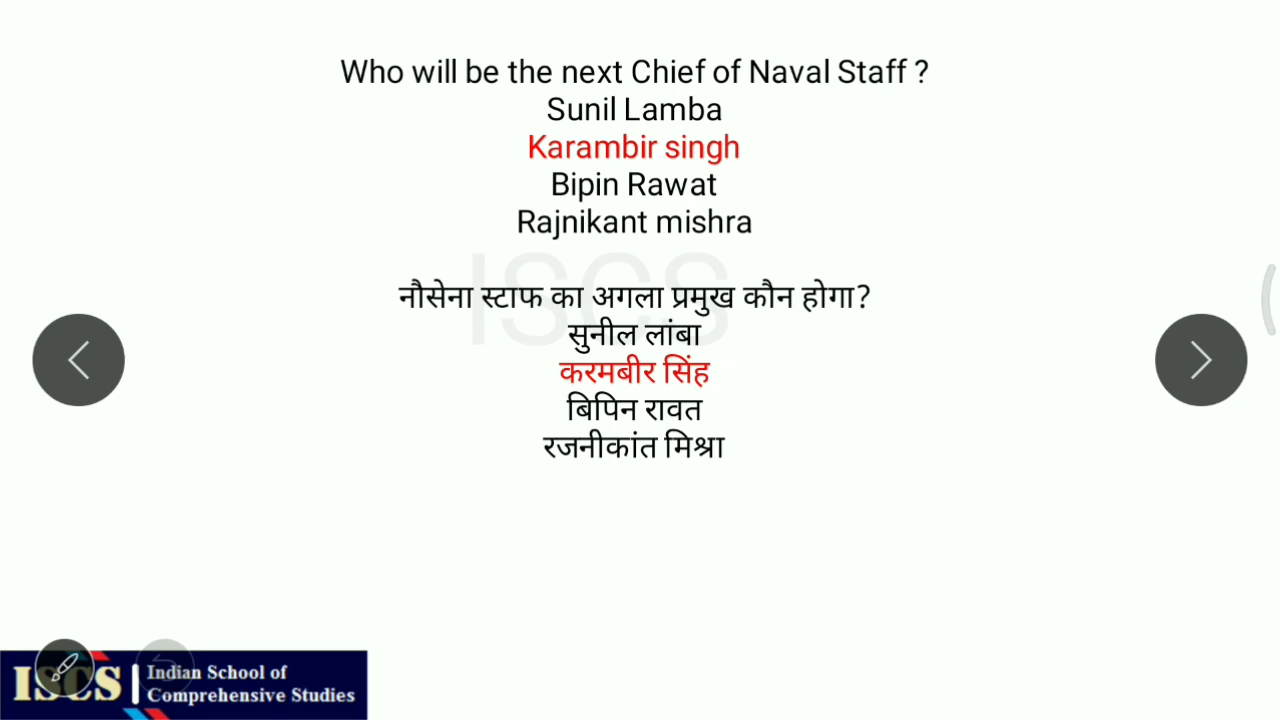 Who will be the next Chief of Naval Staff ?
Sunil Lamba
Karambir singh
Bipin Rawat
Rajnikant mishra
ISCS
नौसेना स्टाफ का अगला प्रमुख कौन होगा?
सुनील लांबा
करमबीर सिंह
बिपिन रावत
रजनीकांत मिश्रा
ISCS
Indian School of
Comprehensive Studies